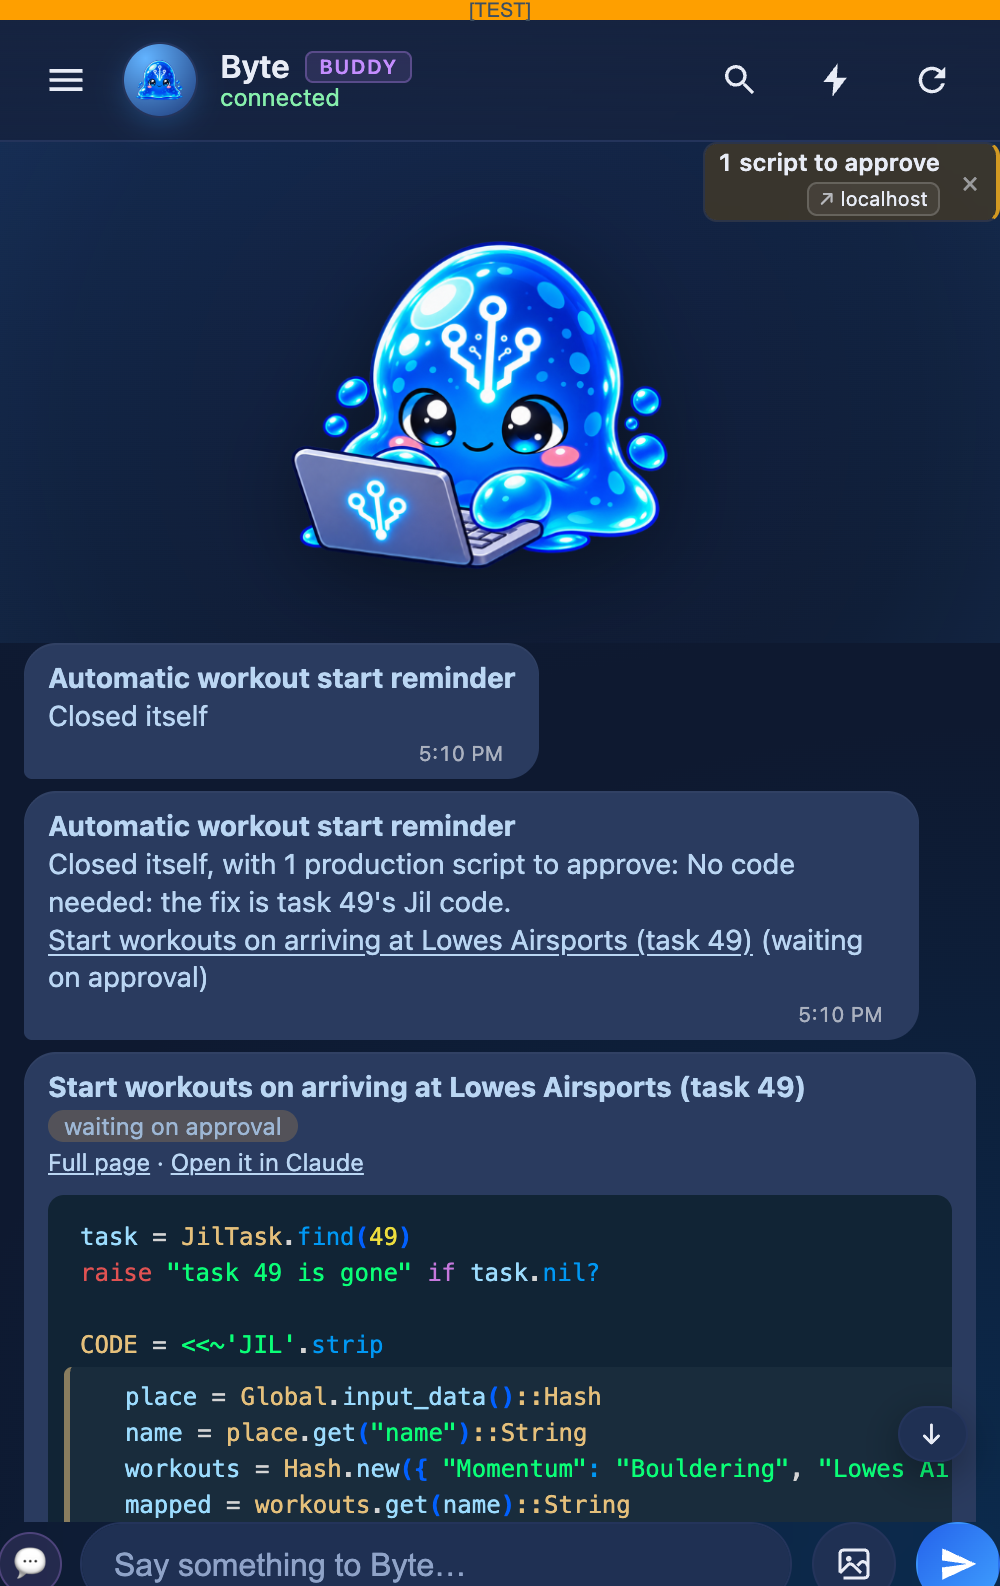 [TEST]
Byte BUDDY
connected
1 script to approve
↗ localhost ×
Automatic workout start reminder
Closed itself
5:10 PM
Automatic workout start reminder
Closed itself, with 1 production script to approve: No code
needed: the fix is task 49's Jil code.
Start workouts on arriving at Lowes Airsports (task 49) (waiting
on approval)
5:10 PM
Start workouts on arriving at Lowes Airsports (task 49)
waiting on approval
Full page · Open it in Claude
task = JilTask.find(49)
raise "task 49 is gone" if task.nil?
CODE = <<~'JIL'.strip
place = Global.input_data()::Hash
name = place.get("name")::String
workouts = Hash.new({ "Momentum": "Bouldering", "Lowes Ai
mapped = workouts.get(name)::String
Say something to Byte…